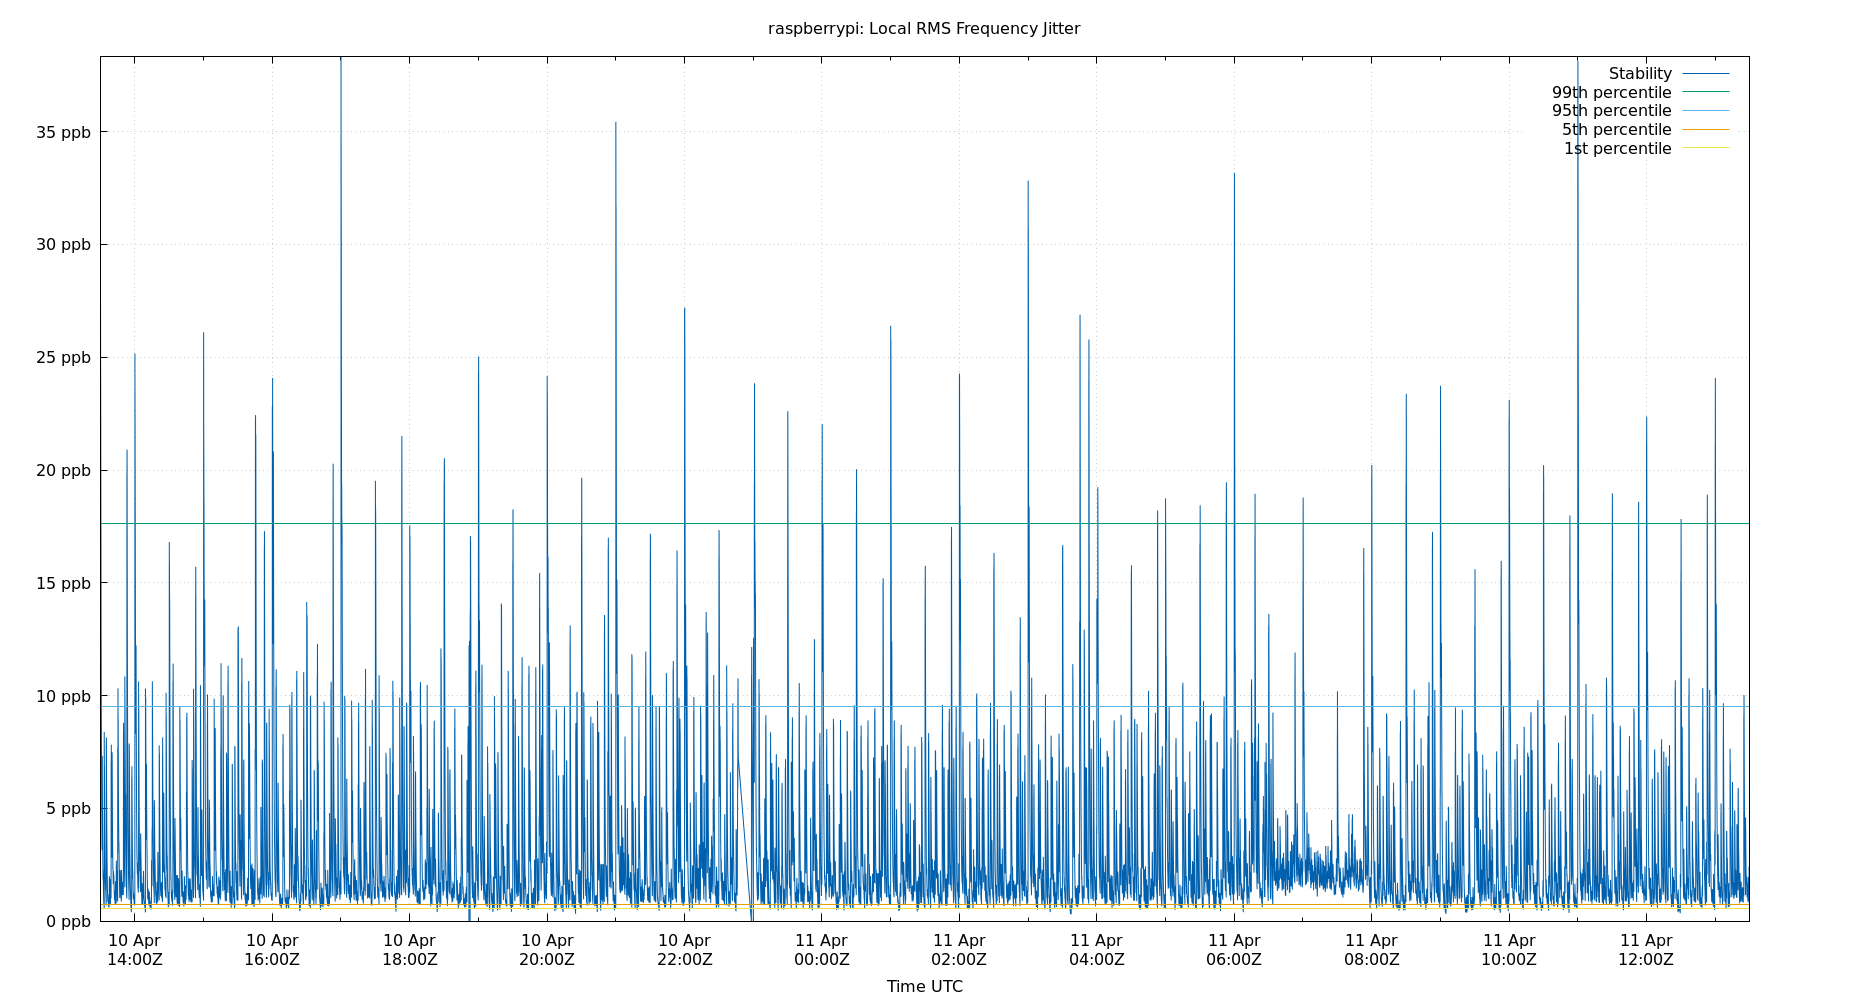 raspberrypi: Local RMS Frequency Jitter
Stability
99th percentile
95th percentile
5th percentile
1st percentile
35 ppb
30 ppb
25 ppb
20 ppb
15 ppb
10 ppb
5 ppb
0 ppb
10 Apr 10 Apr 10 Apr 10 Apr 10 Apr 11 Apr 11 Apr 11 Apr 11 Apr 11 Apr 11 Apr 11 Apr
14:00Z 16:00Z 18:00Z 20:00Z 22:00Z 00:00Z 02:00Z 04:00Z 06:00Z 08:00Z 10:00Z 12:00Z
Time UTC